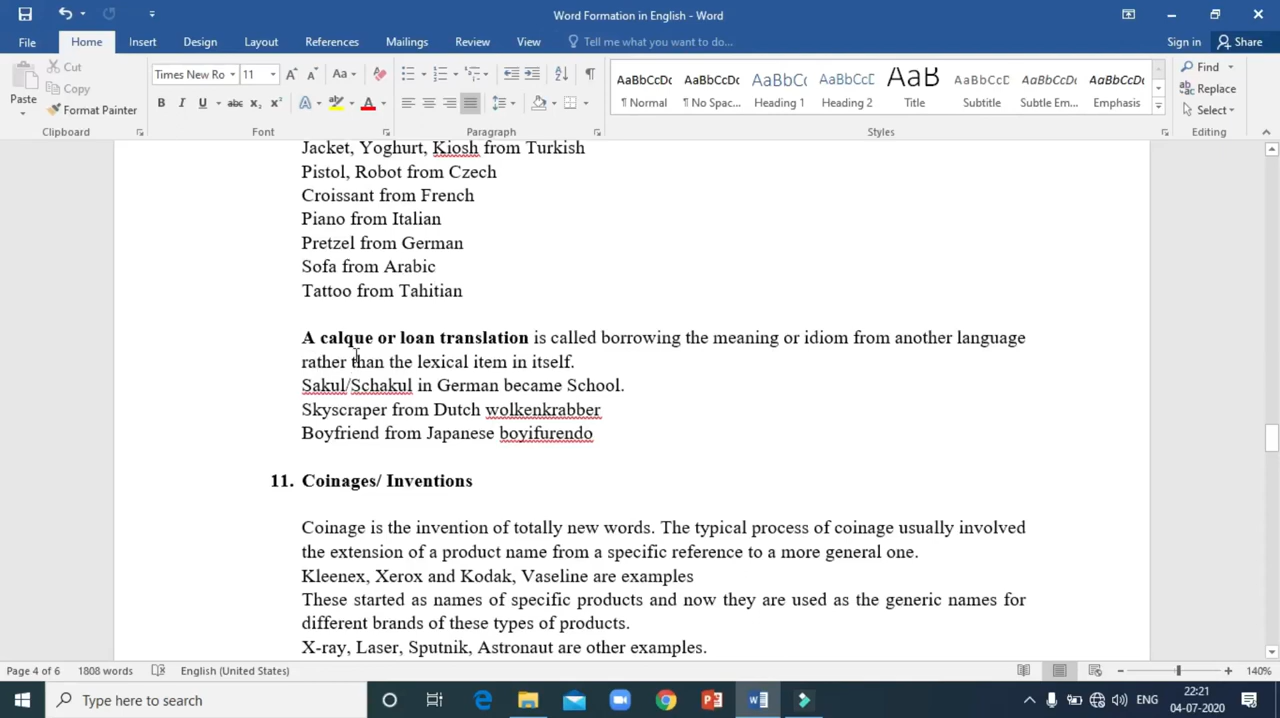 Word Formation in English - Word
File Home Insert Design Layout References Mailings Review View Tell me what you want to do... Sign in Share
Cut
Copy
Paste
Format Painter
Clipboard
Times New Ro 11
Font
Paragraph
AaBbCcDc AaBbCcDc AaBbCc AaBbCcD AaB AaBbCcD AaBbCcDc AaBbCcDc
¶ Normal ¶ No Spac... Heading 1 Heading 2 Title Subtitle Subtle Em... Emphasis
Styles
Find
Replace
Select
Editing
Jacket, Yoghurt, Kiosh from Turkish
Pistol, Robot from Czech
Croissant from French
Piano from Italian
Pretzel from German
Sofa from Arabic
Tattoo from Tahitian
A calque or loan translation is called borrowing the meaning or idiom from another language
rather than the lexical item in itself.
Sakul/Schakul in German became School.
Skyscraper from Dutch wolkenkrabber
Boyfriend from Japanese boyifurendo
11. Coinages/ Inventions
Coinage is the invention of totally new words. The typical process of coinage usually involved
the extension of a product name from a specific reference to a more general one.
Kleenex, Xerox and Kodak, Vaseline are examples
These started as names of specific products and now they are used as the generic names for
different brands of these types of products.
X-ray, Laser, Sputnik, Astronaut are other examples.
Page 4 of 6 1808 words English (United States) 140%
Type here to search
ENG
22:21
04-07-2020